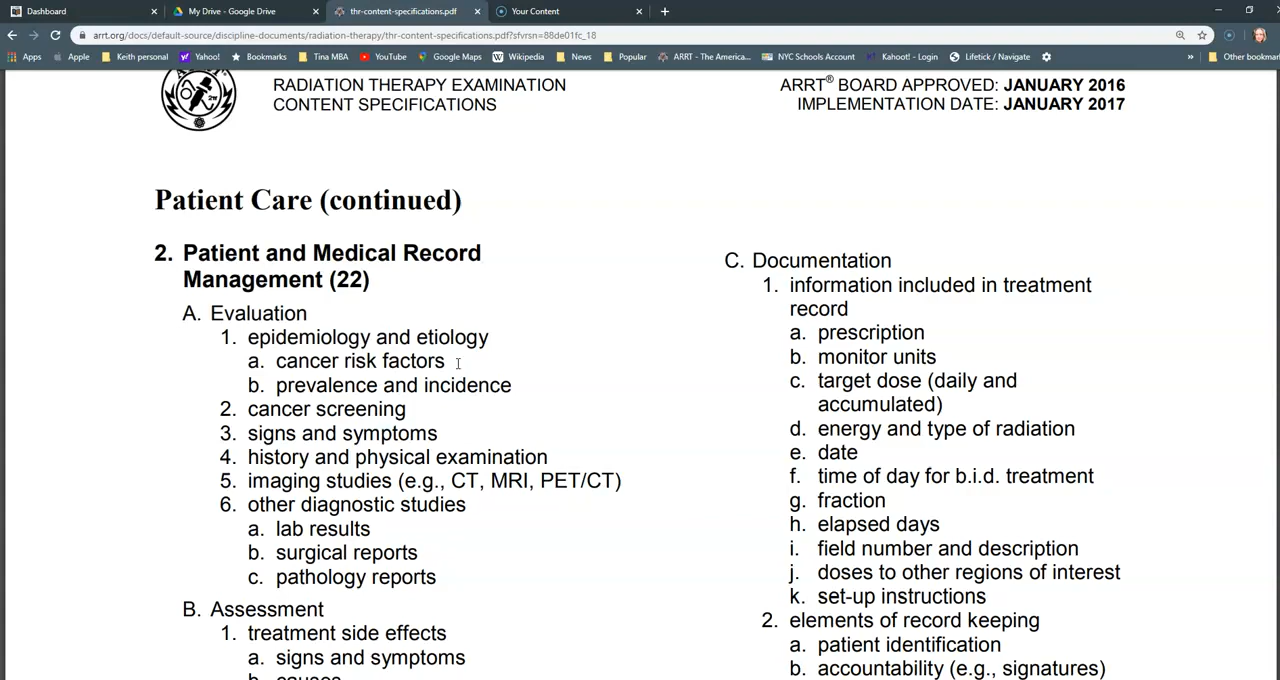 Dashboard
My Drive - Google Drive
thr-content-specifications.pdf
Your Content
arrt.org/docs/default-source/discipline-documents/radiation-therapy/thr-content-specifications.pdf?sfvrsn=88de01fc_18
Apps Apple Keith personal Yahoo! Bookmarks Tina MBA YouTube Google Maps Wikipedia News Popular ARRT - The America... NYC Schools Account Kahoot! - Login Lifetick / Navigate » Other bookmar
RADIATION THERAPY EXAMINATION
CONTENT SPECIFICATIONS
ARRT® BOARD APPROVED: JANUARY 2016
IMPLEMENTATION DATE: JANUARY 2017
Patient Care (continued)
2. Patient and Medical Record
Management (22)
A. Evaluation
1. epidemiology and etiology
a. cancer risk factors
b. prevalence and incidence
2. cancer screening
3. signs and symptoms
4. history and physical examination
5. imaging studies (e.g., CT, MRI, PET/CT)
6. other diagnostic studies
a. lab results
b. surgical reports
c. pathology reports
B. Assessment
1. treatment side effects
a. signs and symptoms
b. causes
C. Documentation
1. information included in treatment
record
a. prescription
b. monitor units
c. target dose (daily and
accumulated)
d. energy and type of radiation
e. date
f. time of day for b.i.d. treatment
g. fraction
h. elapsed days
i. field number and description
j. doses to other regions of interest
k. set-up instructions
2. elements of record keeping
a. patient identification
b. accountability (e.g., signatures)